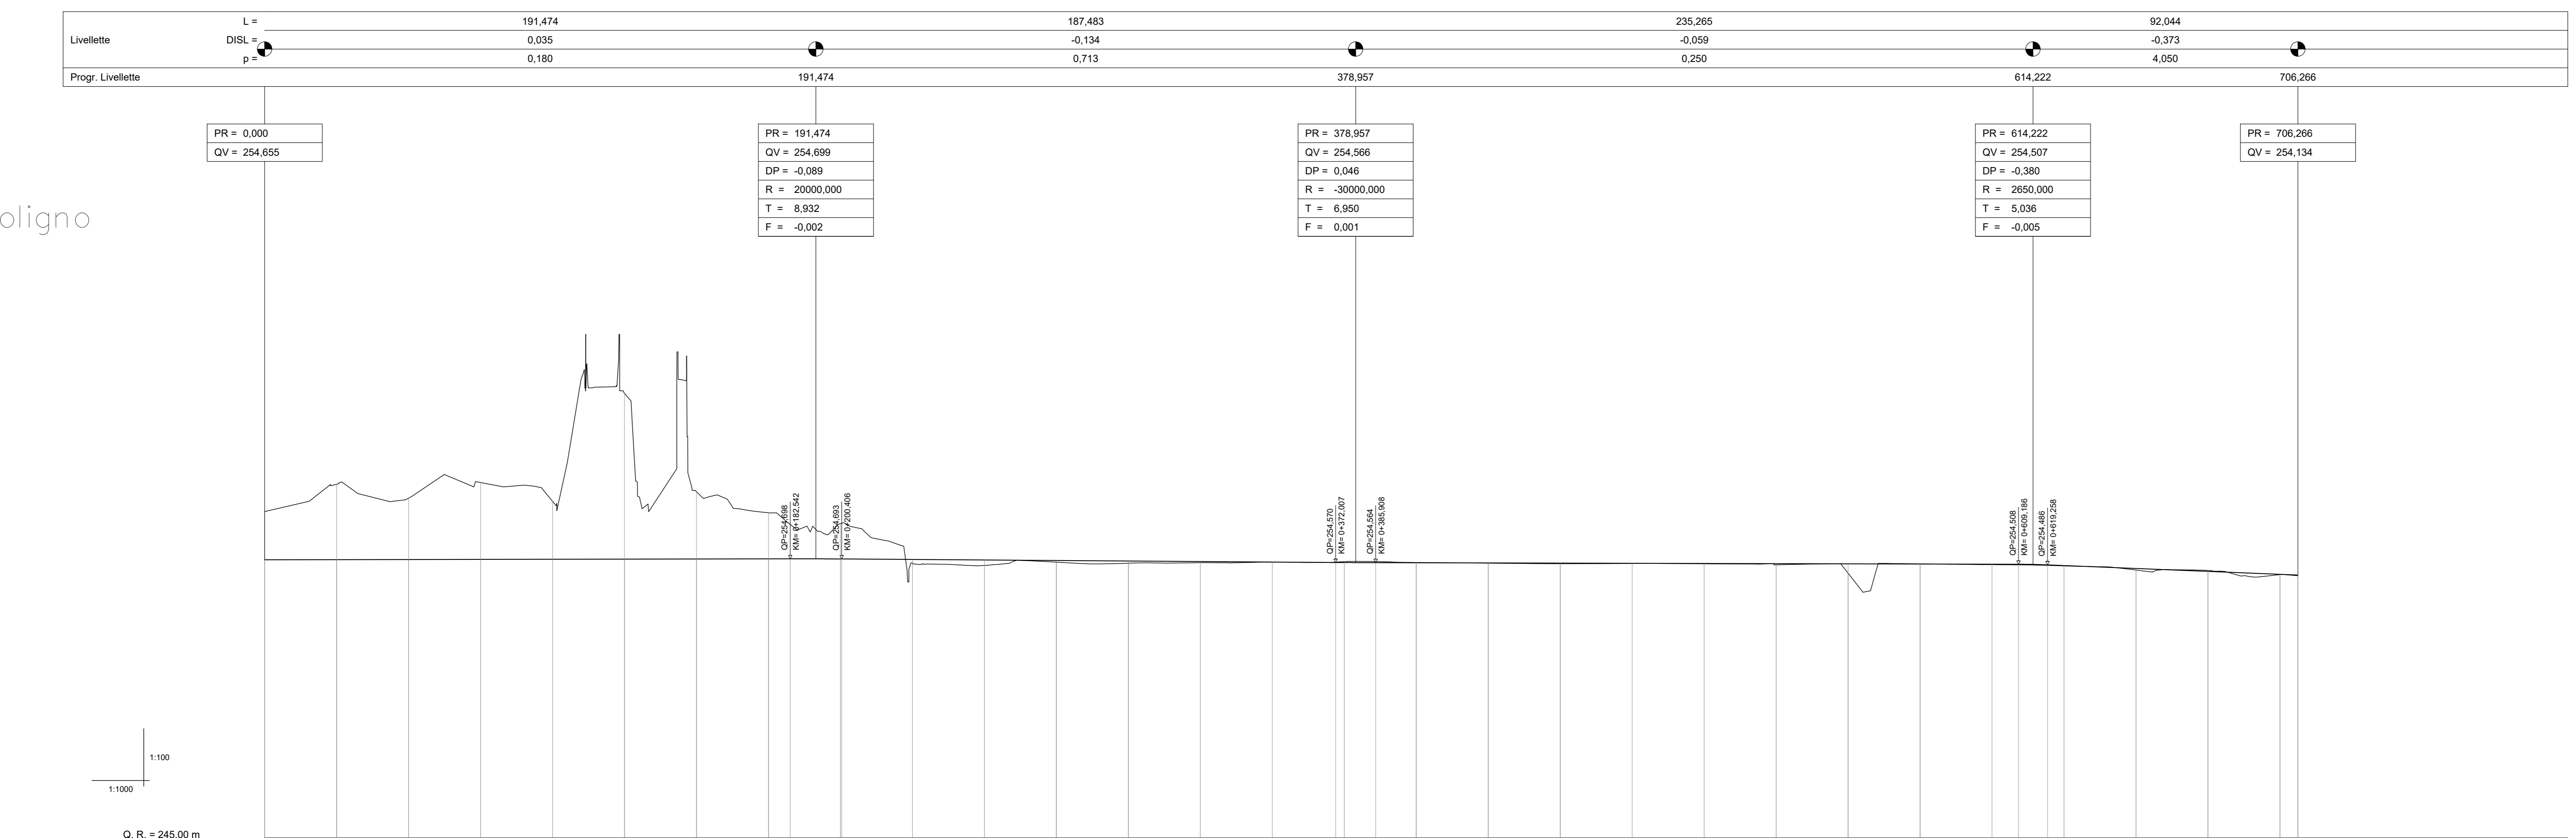 L = 191,474 187,483 235,265 92,044
Livellette DISL = 0,035 -0,134 -0,059 -0,373
p = 0,180 0,713 0,250 4,050
Progr. Livellette 191,474 378,957 614,222 706,266
PR = 0,000
QV = 254,655
PR = 191,474
QV = 254,699
DP = -0,089
R = 20000,000
T = 8,932
F = -0,002
PR = 378,957
QV = 254,566
DP = 0,046
R = -30000,000
T = 6,950
F = 0,001
PR = 614,222
QV = 254,507
DP = -0,380
R = 2650,000
T = 5,036
F = -0,005
PR = 706,266
QV = 254,134
oligno
QP=254,698
KM= 0+182,542
QP=254,693
KM= 0+200,406
QP=254,570
KM= 0+372,007
QP=254,564
KM= 0+385,908
QP=254,508
KM= 0+609,186
QP=254,486
KM= 0+619,258
1:100
1:1000
Q. R. = 245.00 m